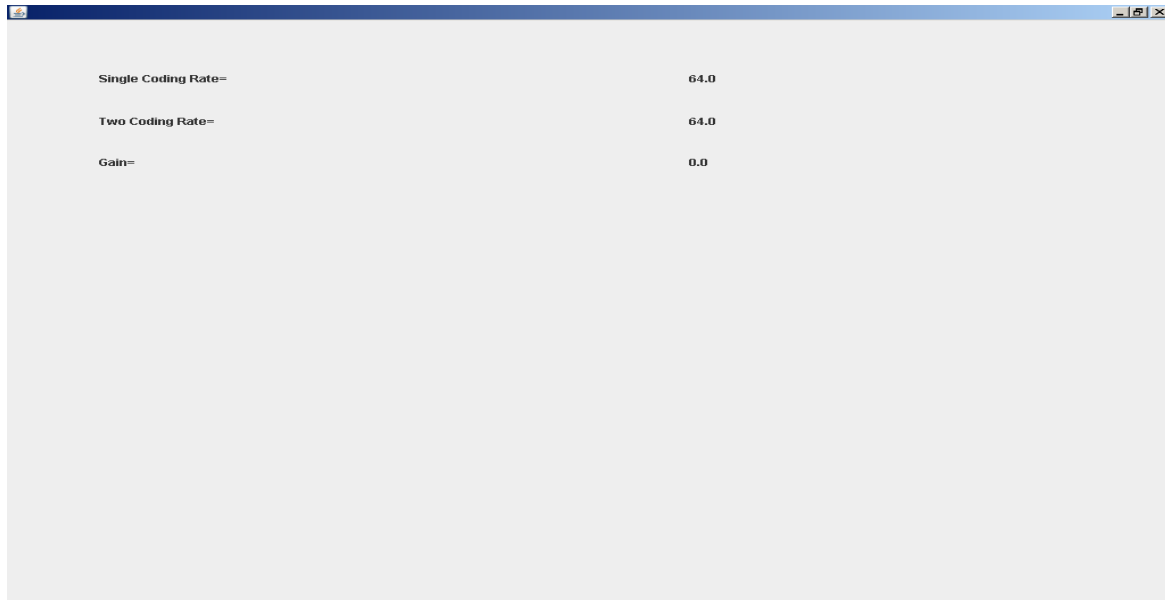 Single Coding Rate= 64.0
Two Coding Rate= 64.0
Gain= 0.0